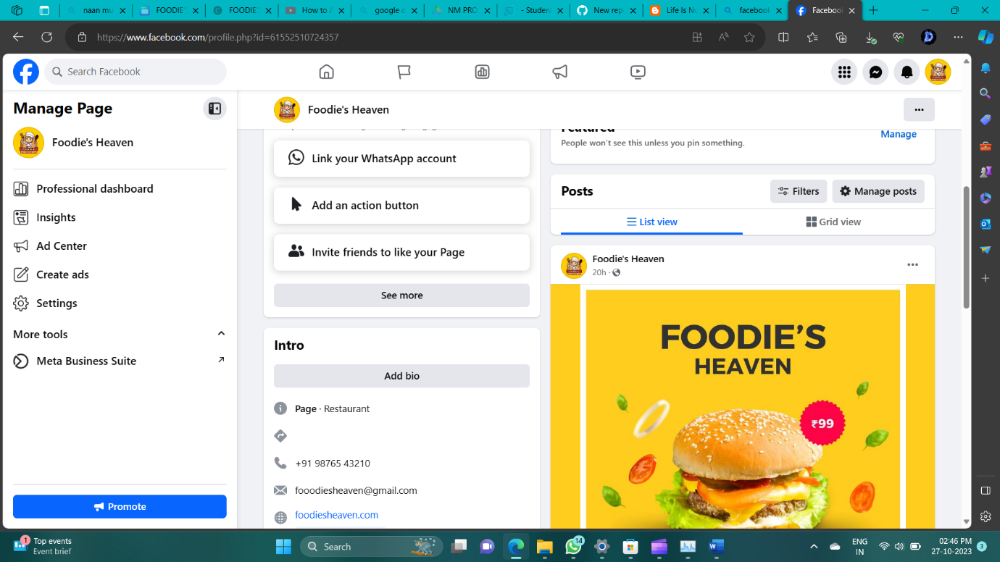 naan mu
FOODIE'
FOODIE'
How to A
google d
NM PRO
- Student
New rep
Life Is No
facebook
Facebook
https://www.facebook.com/profile.php?id=61552510724357
Search Facebook
Manage Page
Foodie's Heaven
Professional dashboard
Insights
Ad Center
Create ads
Settings
More tools
Meta Business Suite
Promote
Foodie's Heaven
Link your WhatsApp account
Add an action button
Invite friends to like your Page
See more
Intro
Add bio
Page · Restaurant
+91 98765 43210
fooodiesheaven@gmail.com
foodiesheaven.com
Featured
Manage
People won't see this unless you pin something.
Posts
Filters
Manage posts
List view
Grid view
Foodie's Heaven
20h ·
FOODIE'S
HEAVEN
₹99
1
Top events
Event brief
Search
14
ENG
IN
02:46 PM
27-10-2023
3